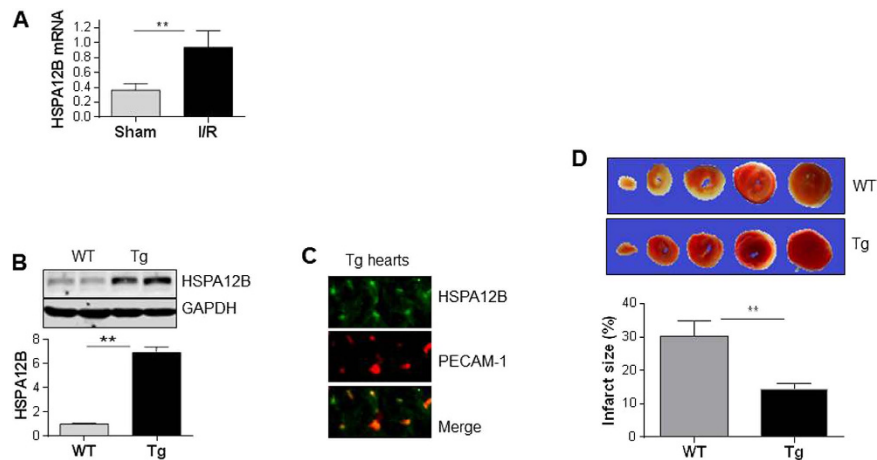 A
HSPA12B mRNA
1.2
1.0
0.8
0.6
0.4
0.2
0.0
**
Sham I/R
B
WT Tg
HSPA12B
GAPDH
HSPA12B
8
6
4
2
0
**
WT Tg
C
Tg hearts
HSPA12B
PECAM-1
Merge
D
WT
Tg
Infarct size (%)
40
30
20
10
0
**
WT Tg